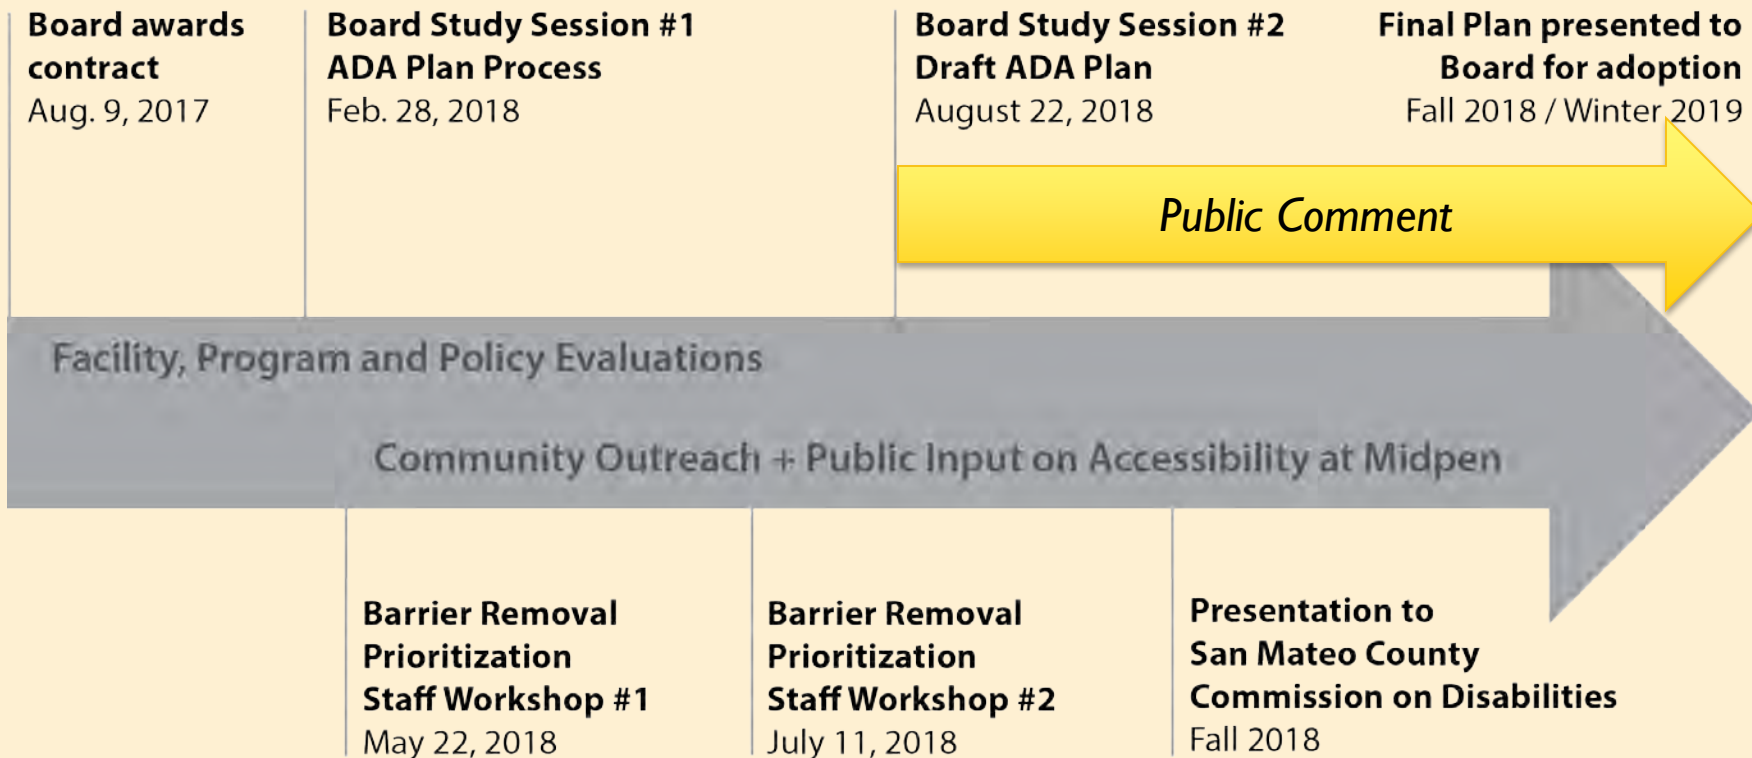 Board awards
contract
Aug. 9, 2017
Board Study Session #1
ADA Plan Process
Feb. 28, 2018
Board Study Session #2
Draft ADA Plan
August 22, 2018
Final Plan presented to
Board for adoption
Fall 2018 / Winter 2019
Public Comment
Facility, Program and Policy Evaluations
Community Outreach + Public Input on Accessibility at Midpen
Barrier Removal
Prioritization
Staff Workshop #1
May 22, 2018
Barrier Removal
Prioritization
Staff Workshop #2
July 11, 2018
Presentation to
San Mateo County
Commission on Disabilities
Fall 2018